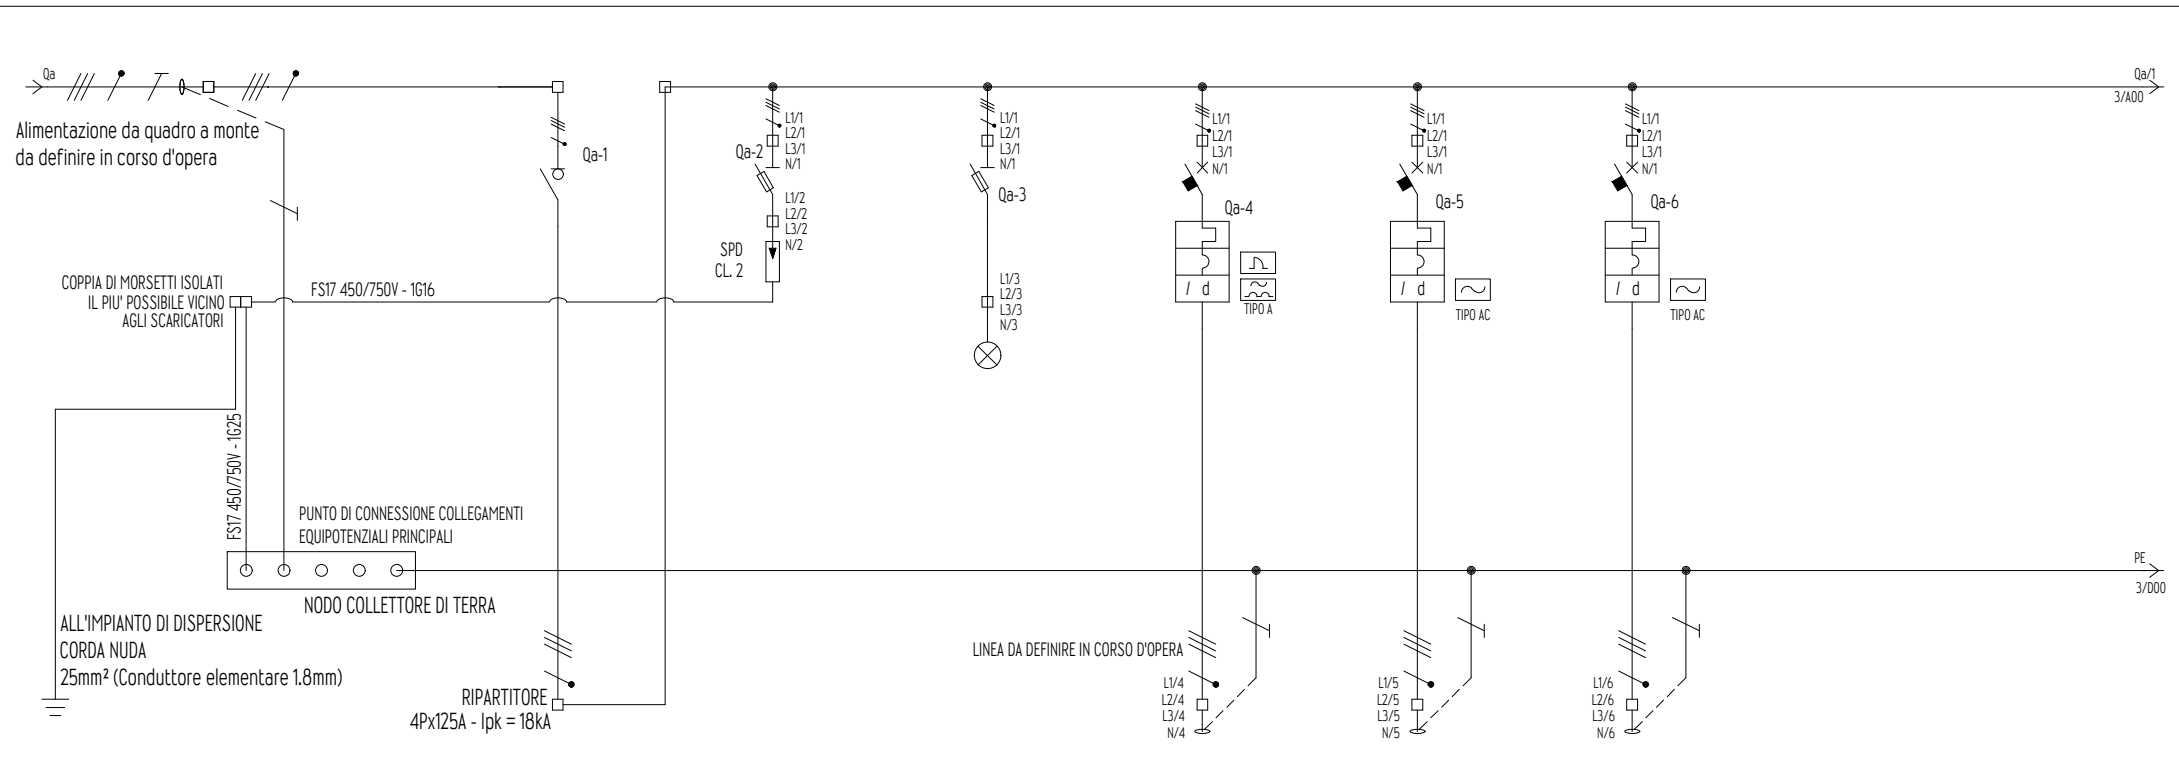 Qa
Qa/1
3/A00
Alimentazione da quadro a monte
da definire in corso d'opera
Qa-1
L1/1
L2/1
L3/1
N/1
Qa-2
L1/2
L2/2
L3/2
N/2
SPD
CL. 2
L1/1
L2/1
L3/1
N/1
Qa-3
L1/3
L2/3
L3/3
N/3
L1/1
L2/1
L3/1
N/1
Qa-4
I d
TIPO A
L1/1
L2/1
L3/1
N/1
Qa-5
I d
TIPO AC
L1/1
L2/1
L3/1
N/1
Qa-6
I d
TIPO AC
COPPIA DI MORSETTI ISOLATI
IL PIU' POSSIBILE VICINO
AGLI SCARICATORI
FS17 450/750V - 1G16
FS17 450/750V - 1G25
PUNTO DI CONNESSIONE COLLEGAMENTI
EQUIPOTENZIALI PRINCIPALI
NODO COLLETTORE DI TERRA
PE
3/D00
ALL'IMPIANTO DI DISPERSIONE
CORDA NUDA
25mm² (Conduttore elementare 1.8mm)
RIPARTITORE
4Px125A - Ipk = 18kA
LINEA DA DEFINIRE IN CORSO D'OPERA
L1/4
L2/4
L3/4
N/4
L1/5
L2/5
L3/5
N/5
L1/6
L2/6
L3/6
N/6